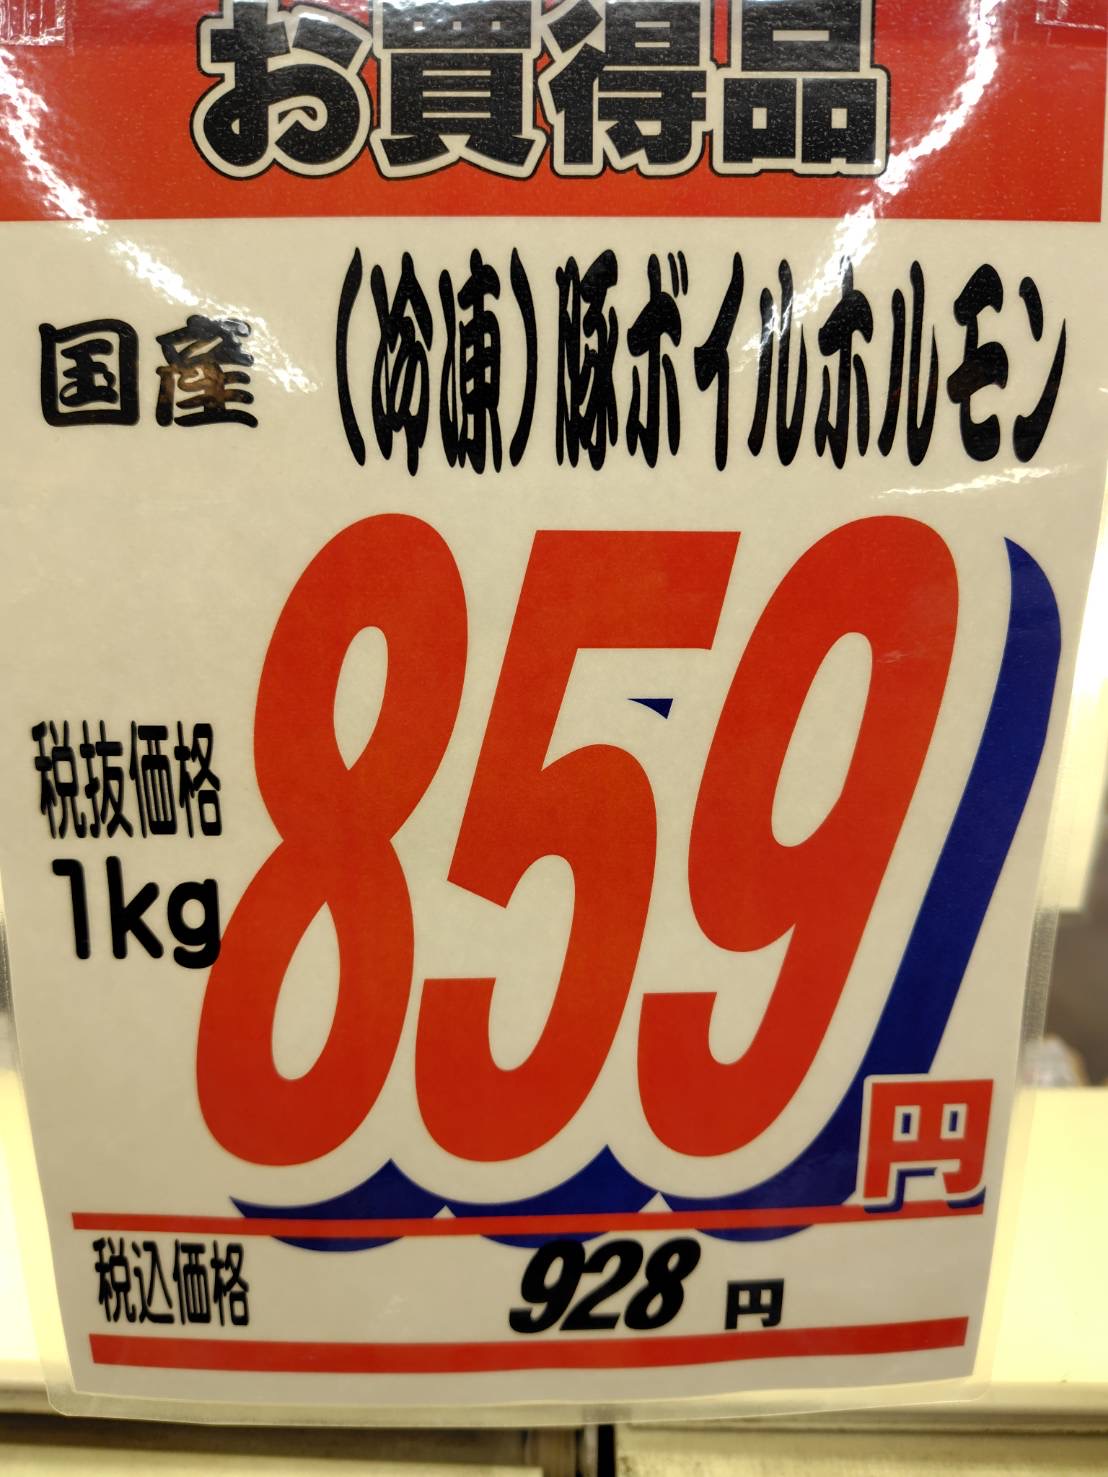 お買得品
国産 (冷凍)豚ボイルホルモン
税抜価格
1kg
859円
税込価格 928円